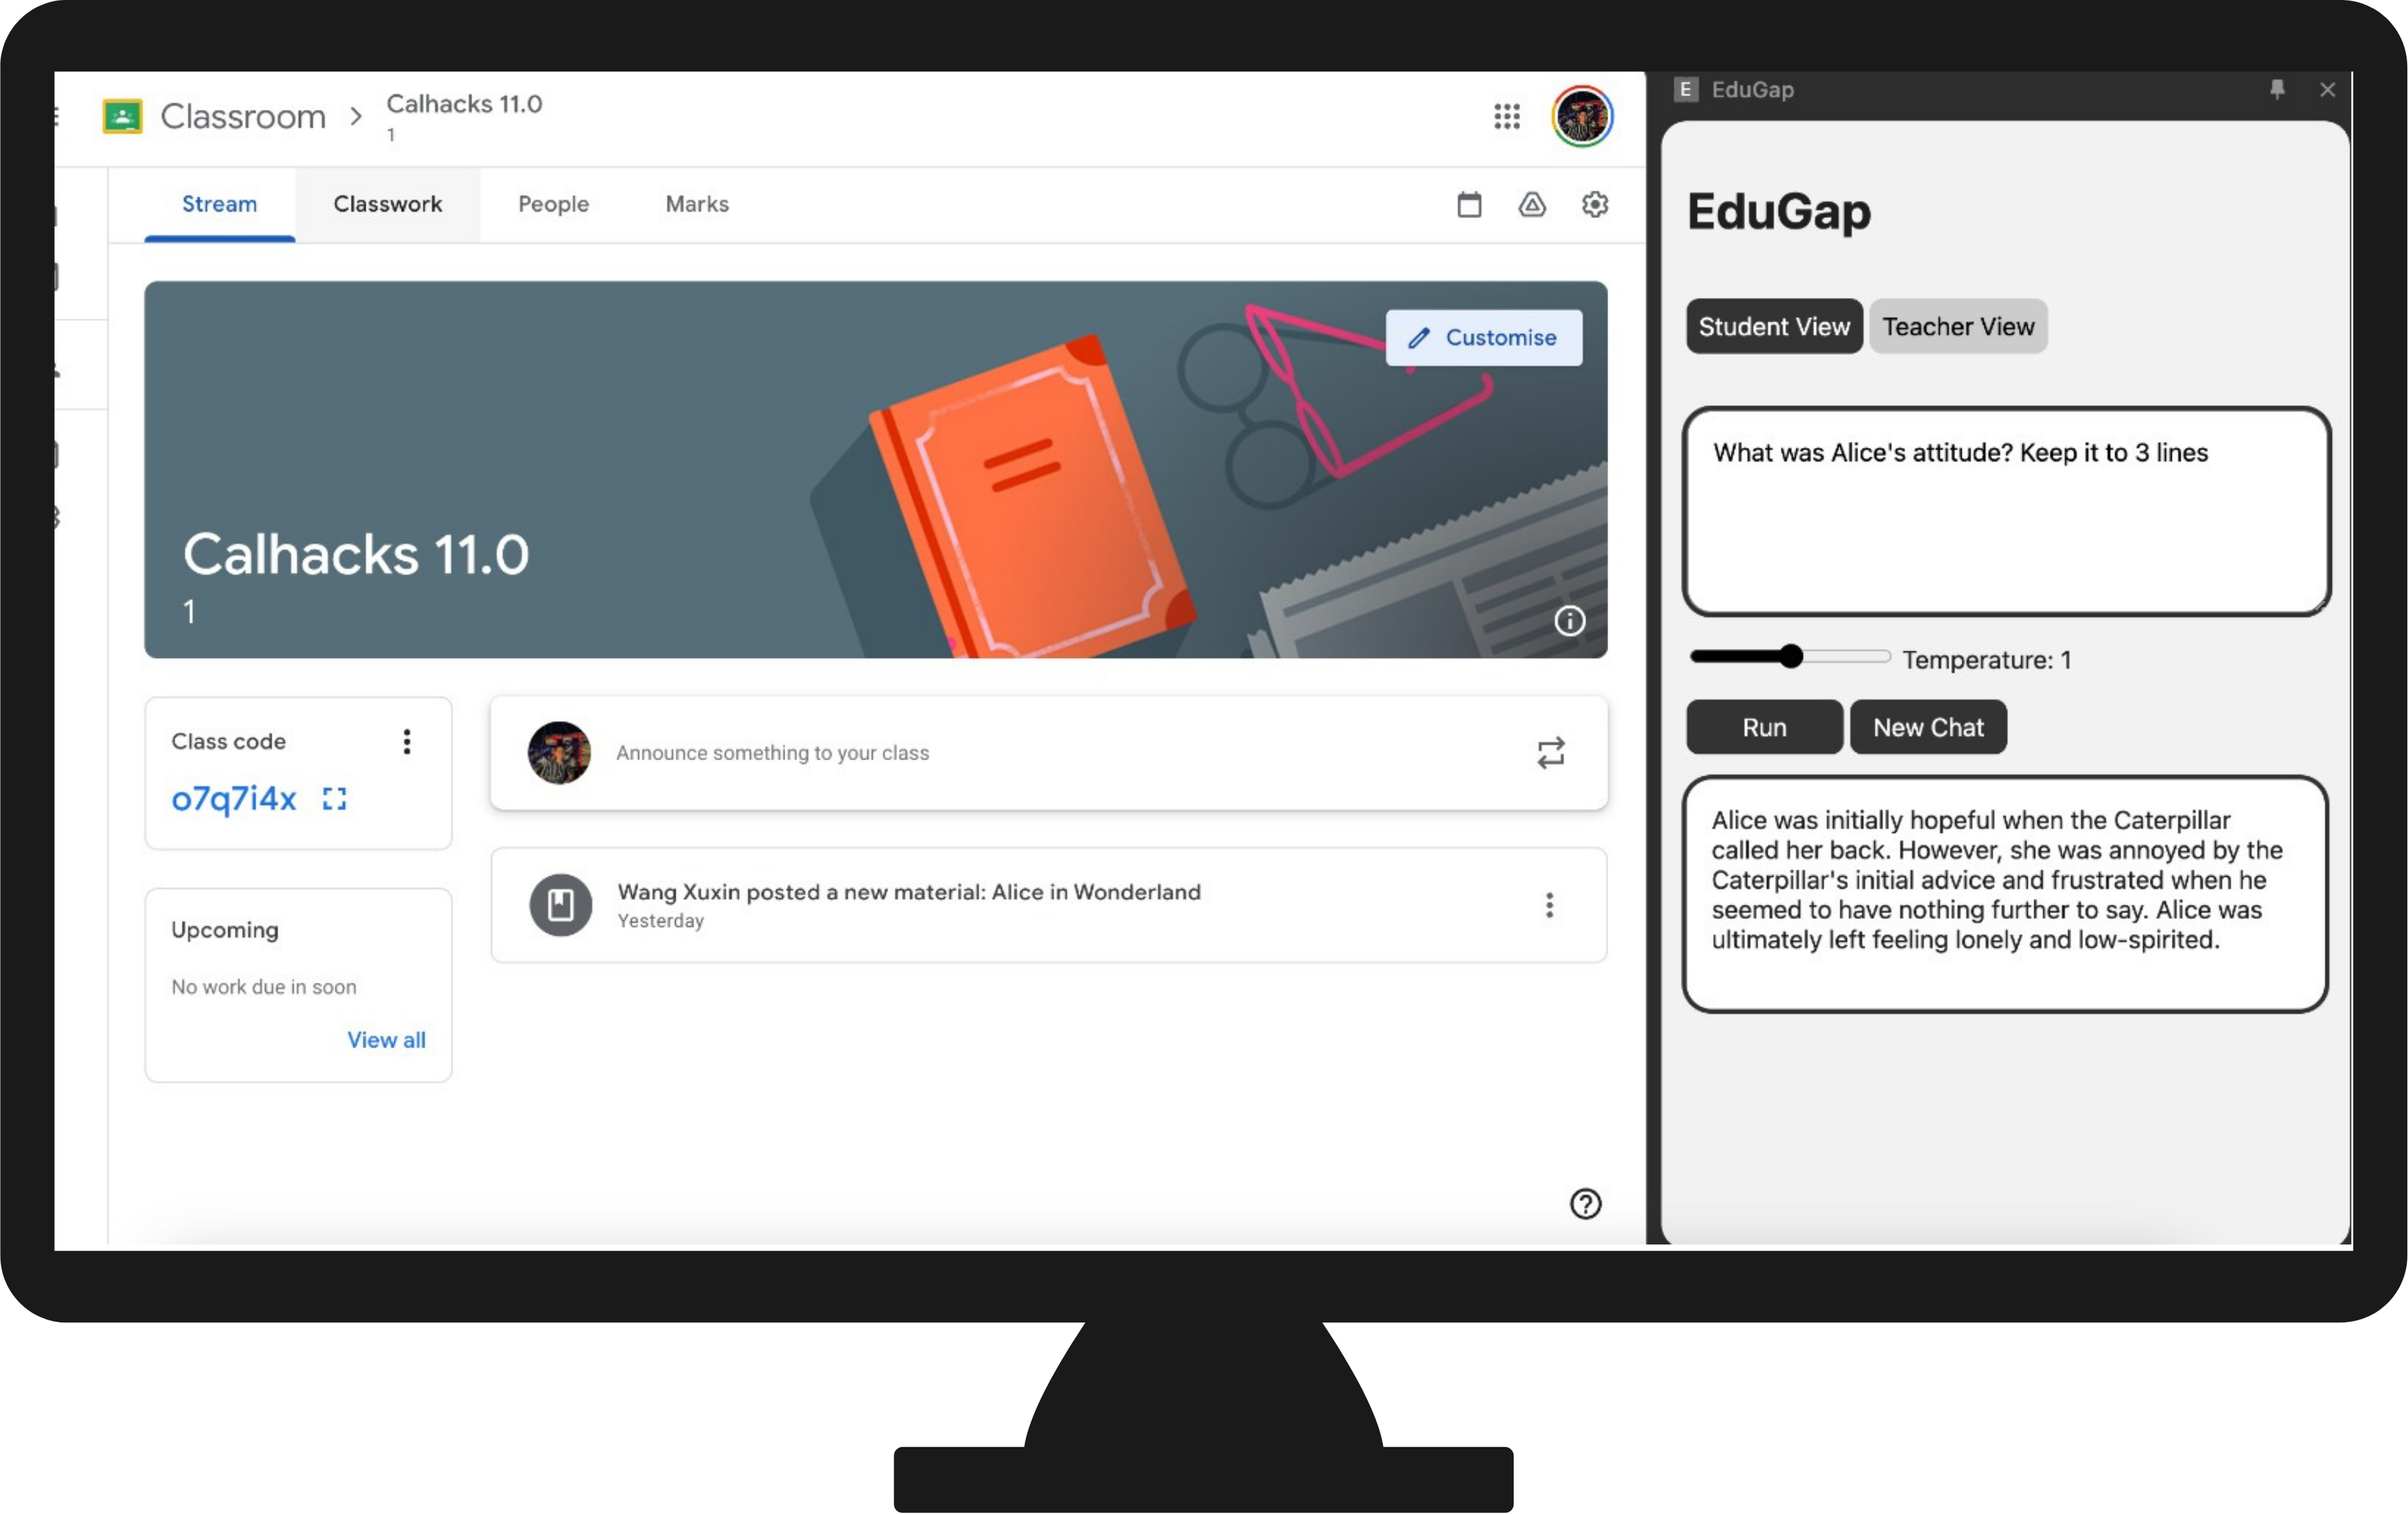 Classroom
Calhacks 11.0
1
Stream
Classwork
People
Marks
Customise
Calhacks 11.0
1
Class code
o7q7i4x
Upcoming
No work due in soon
View all
Announce something to your class
Wang Xuxin posted a new material: Alice in Wonderland
Yesterday
E EduGap
EduGap
Student View
Teacher View
What was Alice's attitude? Keep it to 3 lines
Temperature: 1
Run
New Chat
Alice was initially hopeful when the Caterpillar
called her back. However, she was annoyed by the
Caterpillar's initial advice and frustrated when he
seemed to have nothing further to say. Alice was
ultimately left feeling lonely and low-spirited.